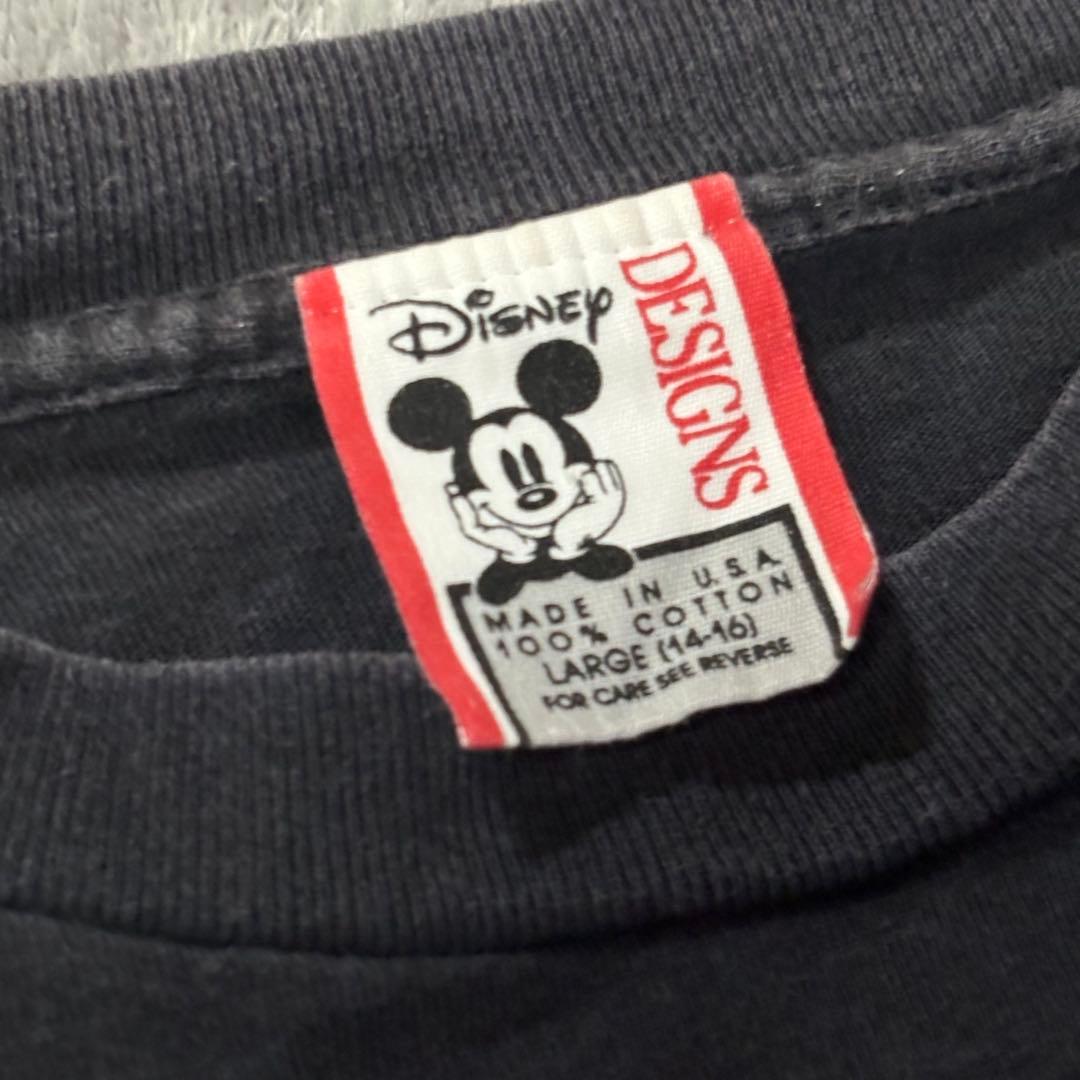 Disney
DESIGNS
MADE IN U.S.A.
100% COTTON
LARGE (14-16)
FOR CARE SEE REVERSE